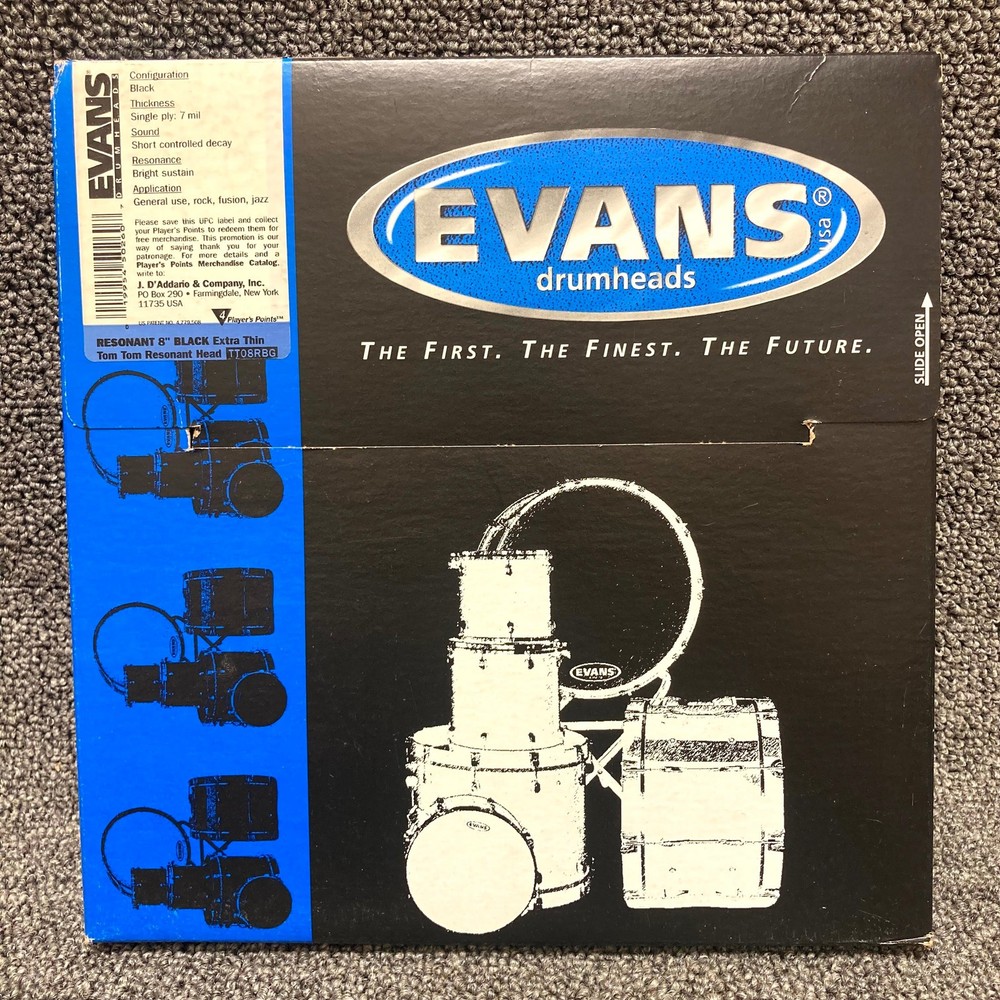 EVANS®
DRUMHEADS
Configuration
Black
Thickness
Single ply: 7 mil
Sound
Short controlled decay
Resonance
Bright sustain
Application
General use, rock, fusion, jazz
Please save this UPC label and collect
your Player's Points to redeem them for
free merchandise. This promotion is our
way of saying thank you for your
patronage. For more details and a
Player's Points Merchandise Catalog,
write to:
J. D'Addario & Company, Inc.
PO Box 290 • Farmingdale, New York
11735 USA
4 Player's Points™
RESONANT 8" BLACK Extra Thin
Tom Tom Resonant Head TT08RBG
EVANS®
usa
drumheads
THE FIRST. THE FINEST. THE FUTURE.
SLIDE OPEN
EVANS
EVANS